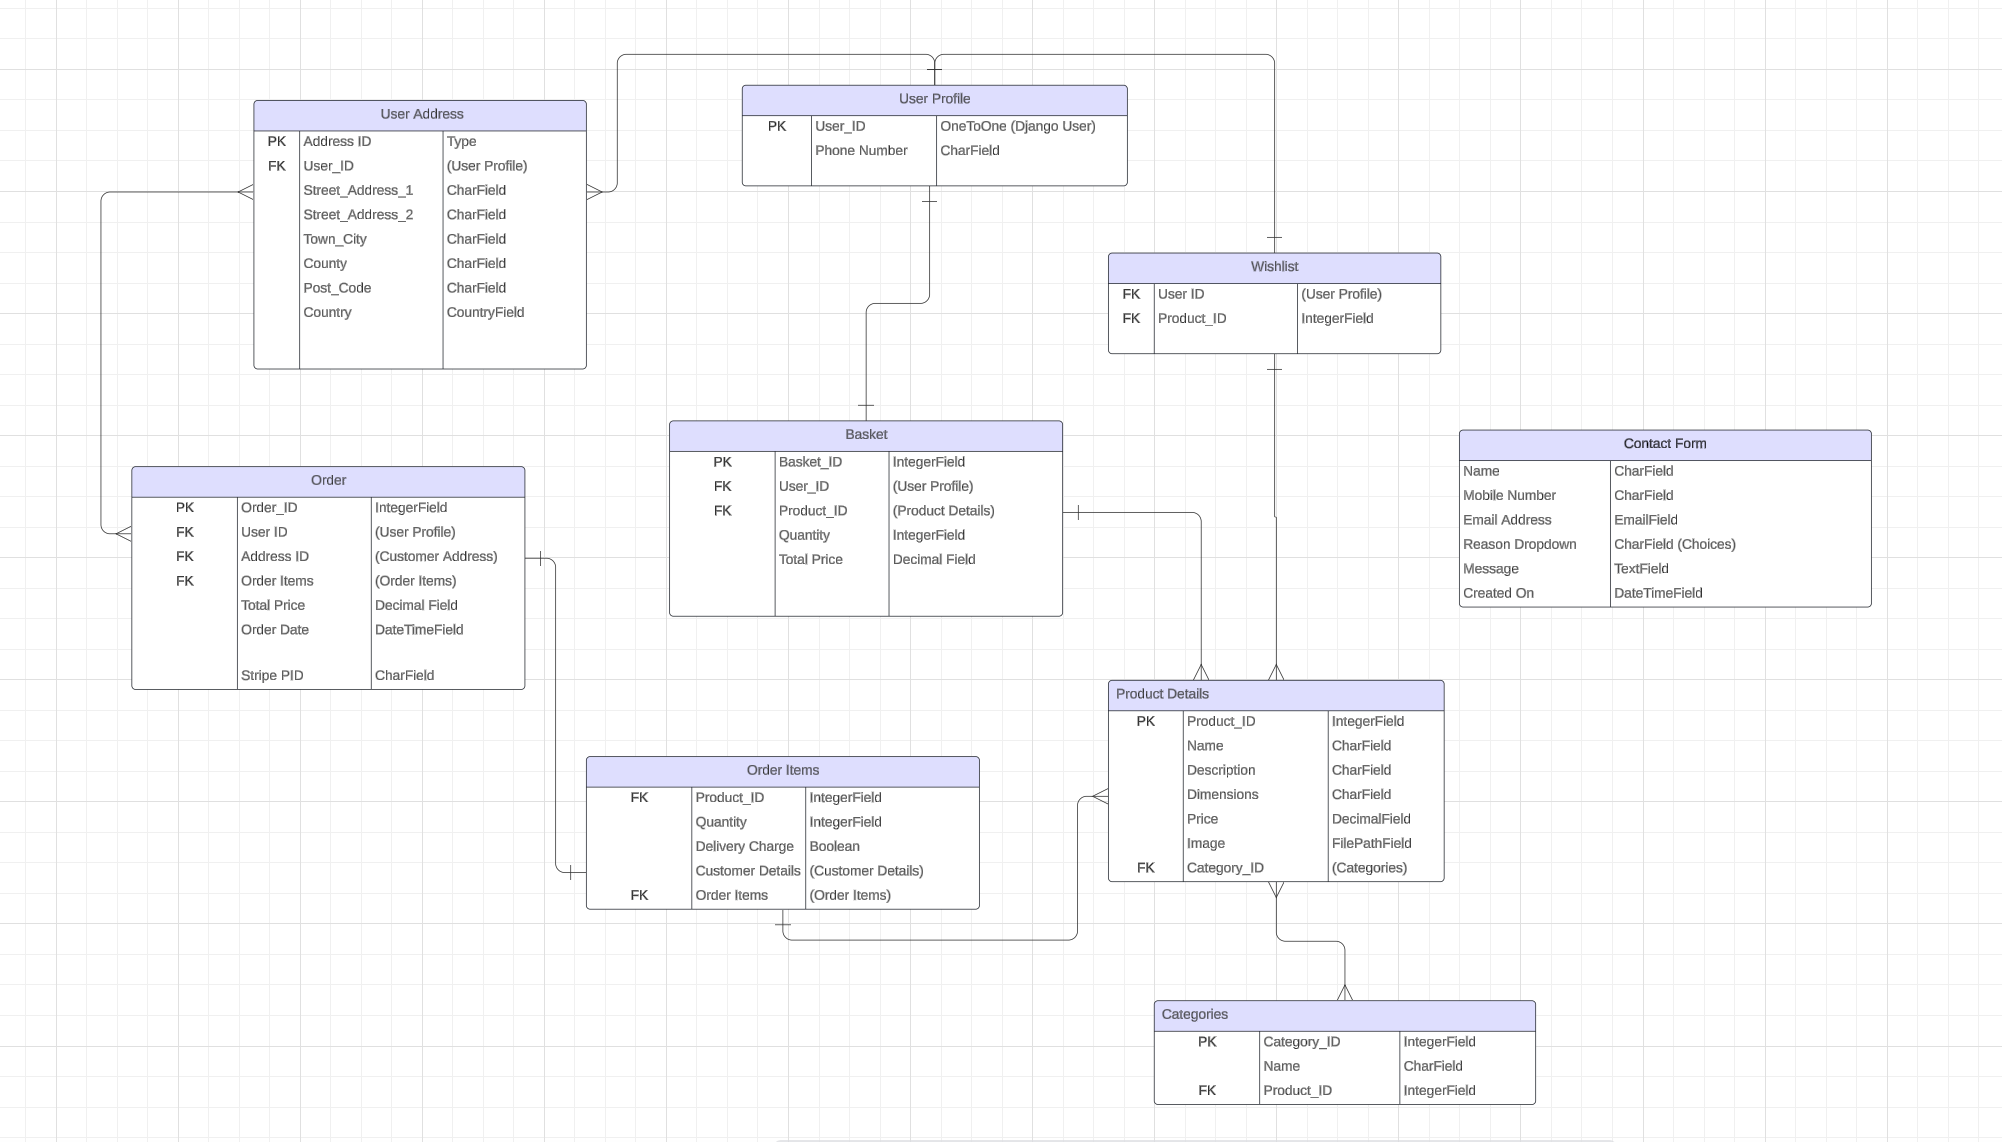 User Profile
PK User_ID OneToOne (Django User)
Phone Number CharField
User Address
PK Address ID Type
FK User_ID (User Profile)
Street_Address_1 CharField
Street_Address_2 CharField
Town_City CharField
County CharField
Post_Code CharField
Country CountryField
Wishlist
FK User ID (User Profile)
FK Product_ID IntegerField
Basket
PK Basket_ID IntegerField
FK User_ID (User Profile)
FK Product_ID (Product Details)
Quantity IntegerField
Total Price Decimal Field
Contact Form
Name CharField
Mobile Number CharField
Email Address EmailField
Reason Dropdown CharField (Choices)
Message TextField
Created On DateTimeField
Order
PK Order_ID IntegerField
FK User ID (User Profile)
FK Address ID (Customer Address)
FK Order Items (Order Items)
Total Price Decimal Field
Order Date DateTimeField
Stripe PID CharField
Product Details
PK Product_ID IntegerField
Name CharField
Description CharField
Dimensions CharField
Price DecimalField
Image FilePathField
FK Category_ID (Categories)
Order Items
FK Product_ID IntegerField
Quantity IntegerField
Delivery Charge Boolean
Customer Details (Customer Details)
FK Order Items (Order Items)
Categories
PK Category_ID IntegerField
Name CharField
FK Product_ID IntegerField